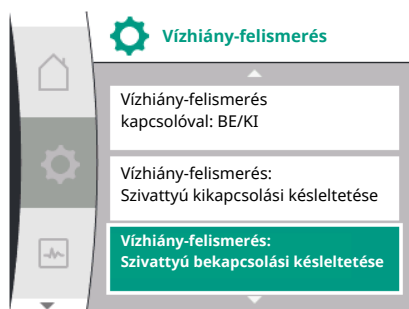 Vízhiány-felismerés
Vízhiány-felismerés
kapcsolóval: BE/KI
Vízhiány-felismerés:
Szivattyú kikapcsolási késleltetése
Vízhiány-felismerés:
Szivattyú bekapcsolási késleltetése